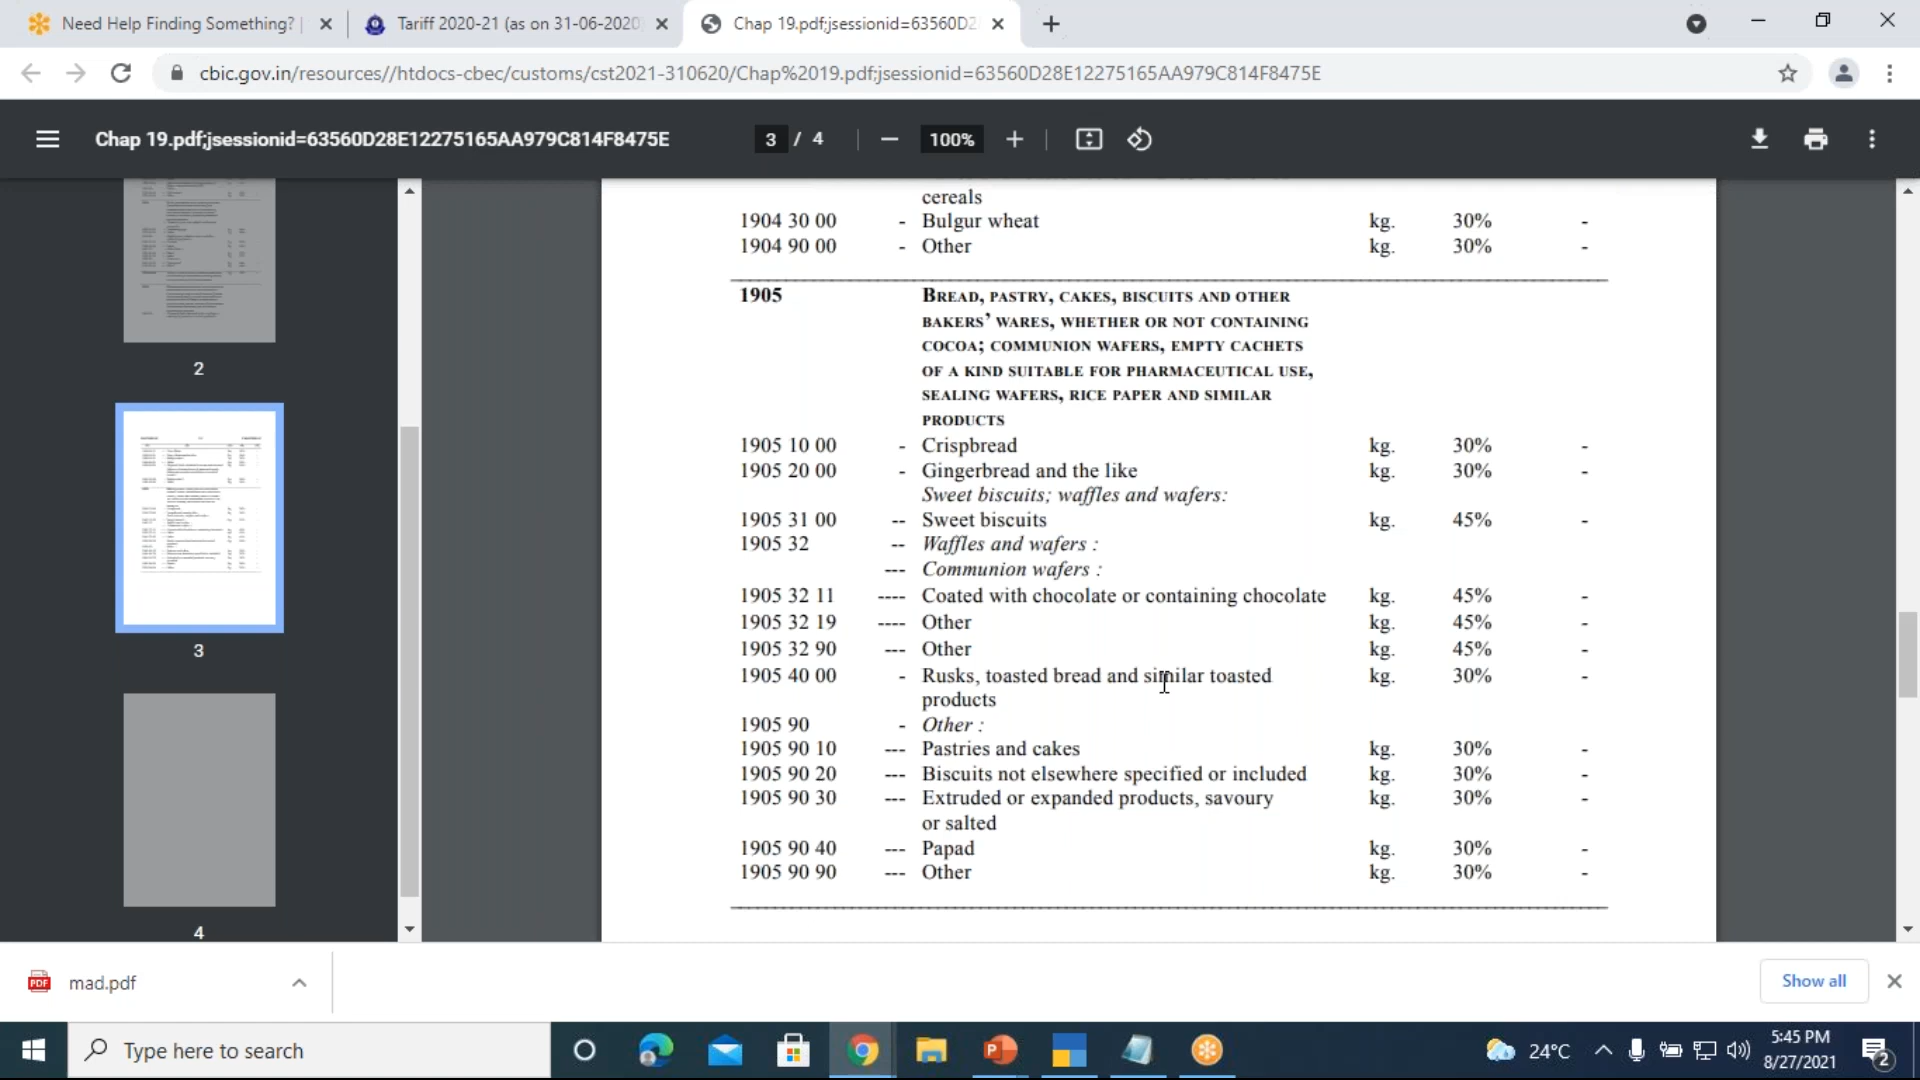 Need Help Finding Something? |
Tariff 2020-21 (as on 31-06-2020
Chap 19.pdf;jsessionid=63560D2
cbic.gov.in/resources//htdocs-cbec/customs/cst2021-310620/Chap%2019.pdf;jsessionid=63560D28E12275165AA979C814F8475E
Chap 19.pdf;jsessionid=63560D28E12275165AA979C814F8475E
3 / 4
100%
2
3
4
cereals
1904 30 00 - Bulgur wheat kg. 30% -
1904 90 00 - Other kg. 30% -
1905 BREAD, PASTRY, CAKES, BISCUITS AND OTHER
BAKERS’ WARES, WHETHER OR NOT CONTAINING
COCOA; COMMUNION WAFERS, EMPTY CACHETS
OF A KIND SUITABLE FOR PHARMACEUTICAL USE,
SEALING WAFERS, RICE PAPER AND SIMILAR
PRODUCTS
1905 10 00 - Crispbread kg. 30% -
1905 20 00 - Gingerbread and the like kg. 30% -
Sweet biscuits; waffles and wafers:
1905 31 00 -- Sweet biscuits kg. 45% -
1905 32 -- Waffles and wafers :
--- Communion wafers :
1905 32 11 ---- Coated with chocolate or containing chocolate kg. 45% -
1905 32 19 ---- Other kg. 45% -
1905 32 90 --- Other kg. 45% -
1905 40 00 - Rusks, toasted bread and similar toasted kg. 30% -
products
1905 90 - Other :
1905 90 10 --- Pastries and cakes kg. 30% -
1905 90 20 --- Biscuits not elsewhere specified or included kg. 30% -
1905 90 30 --- Extruded or expanded products, savoury kg. 30% -
or salted
1905 90 40 --- Papad kg. 30% -
1905 90 90 --- Other kg. 30% -
PDF mad.pdf
Show all
Type here to search
24°C
5:45 PM
8/27/2021
2